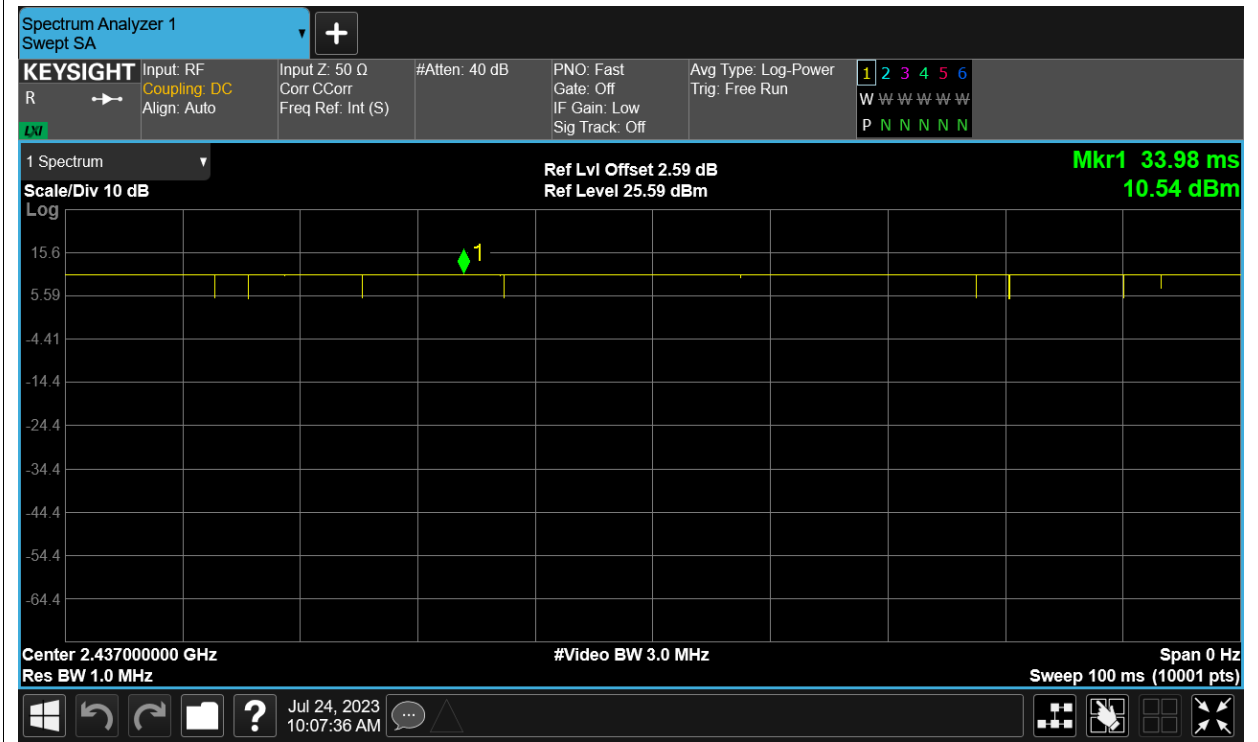 Spectrum Analyzer 1
Swept SA
KEYSIGHT
R
LXI
Input: RF
Coupling: DC
Align: Auto
Input Z: 50 Ω
Corr CCorr
Freq Ref: Int (S)
#Atten: 40 dB
PNO: Fast
Gate: Off
IF Gain: Low
Sig Track: Off
Avg Type: Log-Power
Trig: Free Run
1 2 3 4 5 6
W W W W W W
P N N N N N
1 Spectrum
Scale/Div 10 dB
Ref Lvl Offset 2.59 dB
Ref Level 25.59 dBm
Mkr1 33.98 ms
10.54 dBm
Log
1
15.6
5.59
-4.41
-14.4
-24.4
-34.4
-44.4
-54.4
-64.4
Center 2.437000000 GHz
Res BW 1.0 MHz
#Video BW 3.0 MHz
Span 0 Hz
Sweep 100 ms (10001 pts)
?
Jul 24, 2023
10:07:36 AM